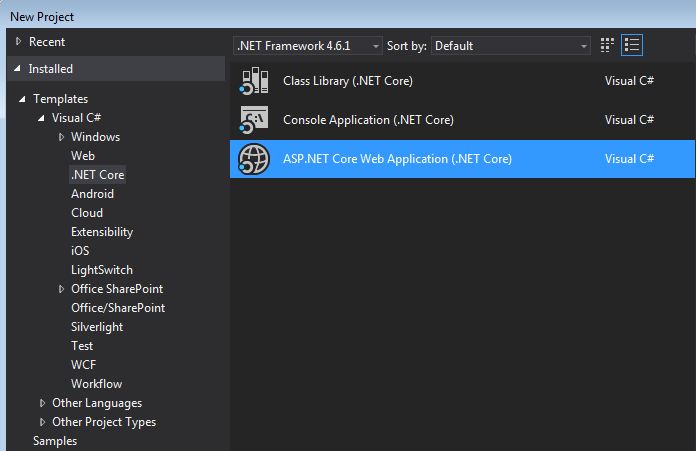 New Project
Recent
.NET Framework 4.6.1 Sort by: Default
Installed
Class Library (.NET Core) Visual C#
Templates
Visual C#
Console Application (.NET Core) Visual C#
Windows
Web
ASP.NET Core Web Application (.NET Core) Visual C#
.NET Core
Android
Cloud
Extensibility
iOS
LightSwitch
Office SharePoint
Office/SharePoint
Silverlight
Test
WCF
Workflow
Other Languages
Other Project Types
Samples